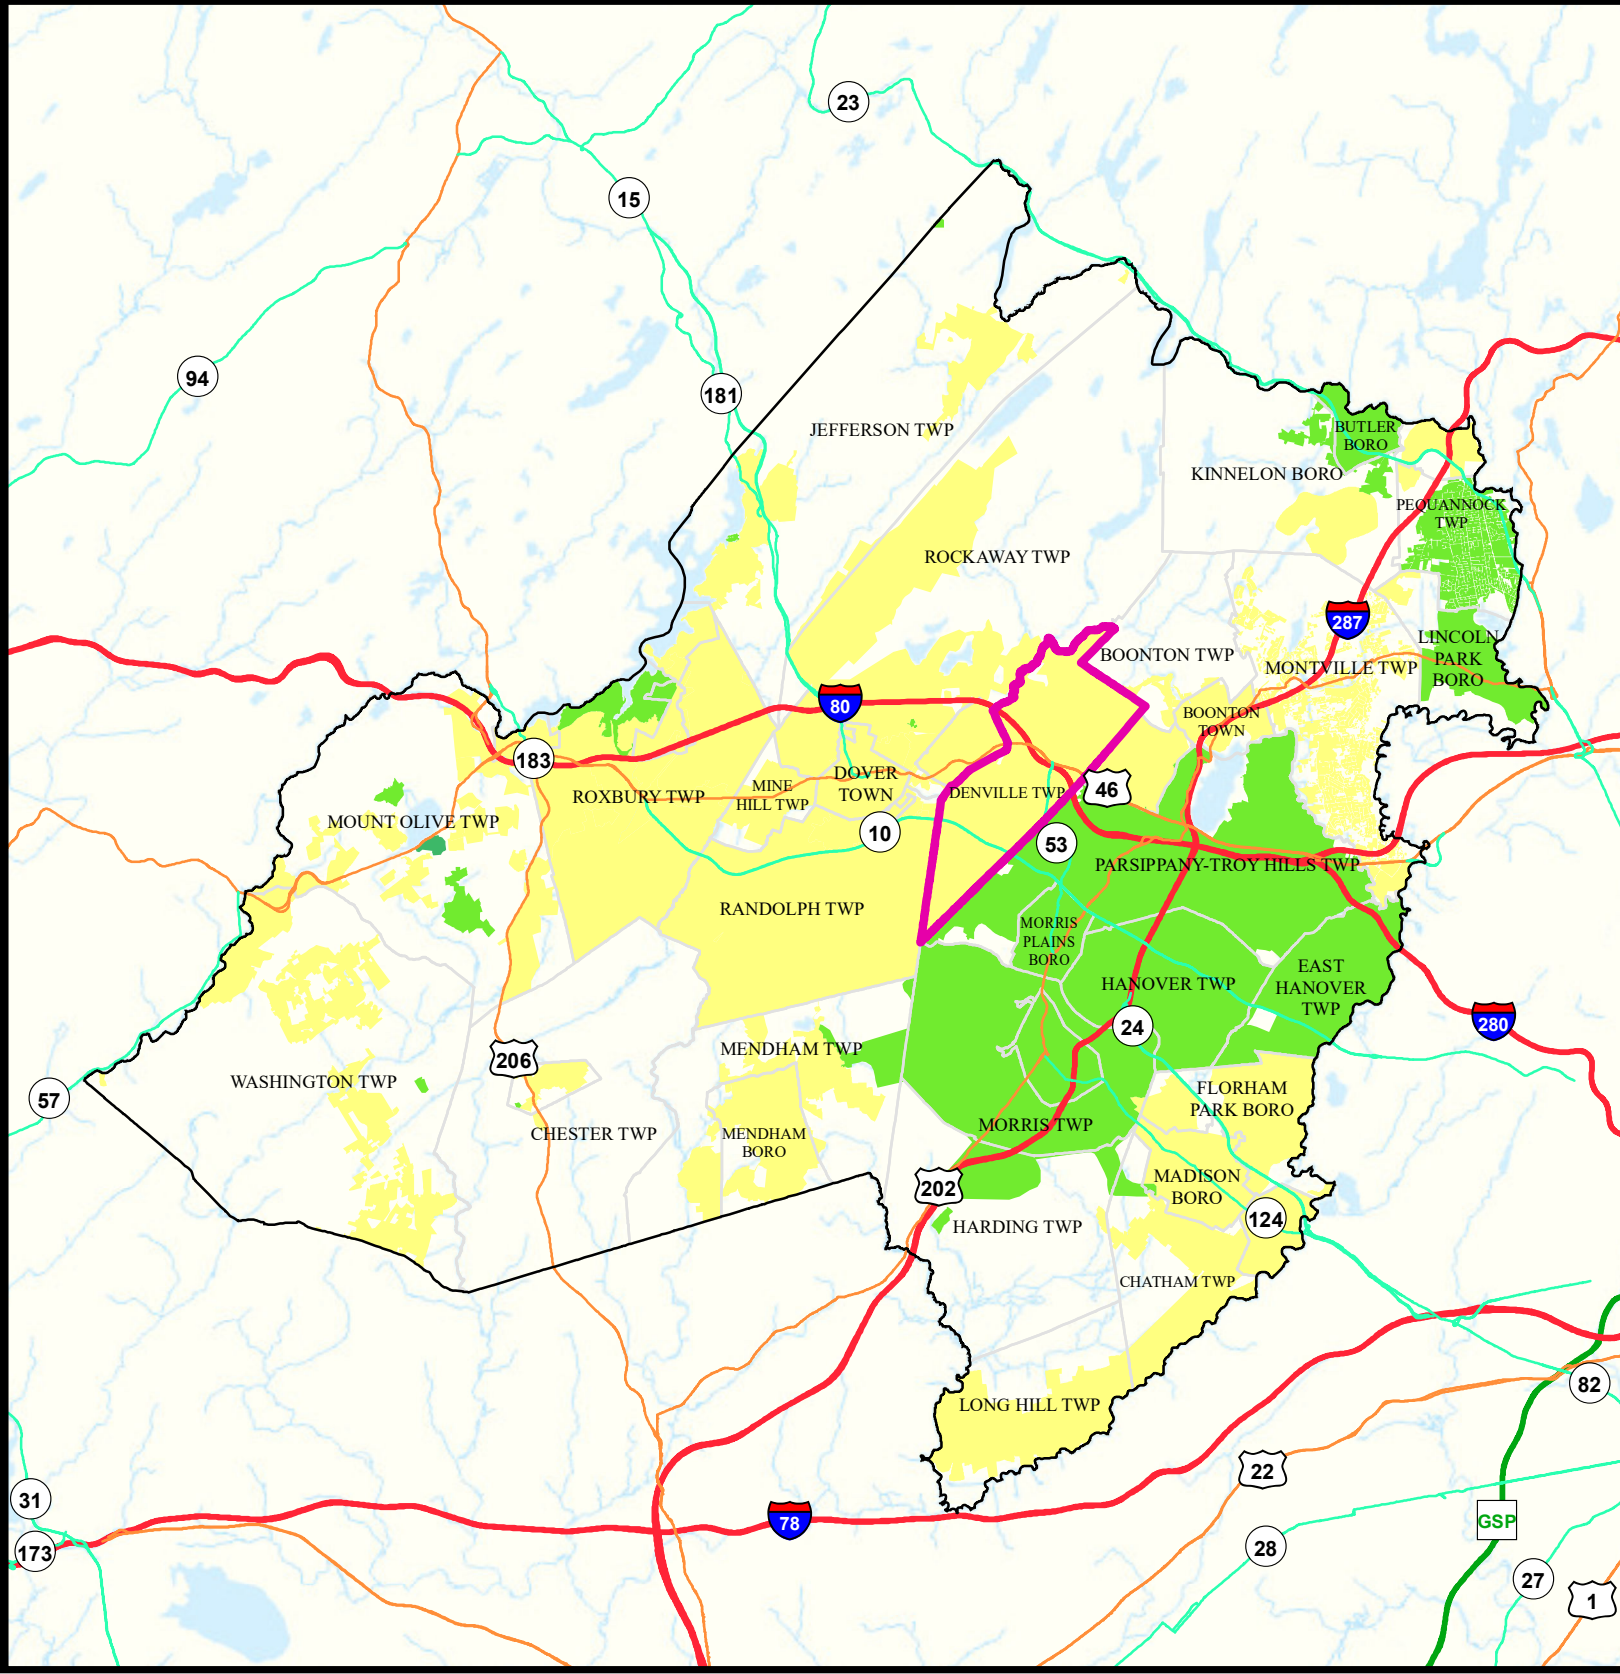 23
15
94
181
JEFFERSON TWP
BUTLER
BORO
KINNELON BORO
PEQUANNOCK
TWP
ROCKAWAY TWP
287
LINCOLN
PARK
BORO
BOONTON TWP
MONTVILLE TWP
80
BOONTON
TOWN
183
DOVER
TOWN
MINE
HILL TWP
ROXBURY TWP
DENVILLE TWP
46
MOUNT OLIVE TWP
10
53
PARSIPPANY-TROY HILLS TWP
RANDOLPH TWP
MORRIS
PLAINS
BORO
EAST
HANOVER
TWP
HANOVER TWP
24
280
206
MENDHAM TWP
WASHINGTON TWP
57
FLORHAM
PARK BORO
CHESTER TWP
MENDHAM
BORO
MORRIS TWP
MADISON
BORO
202
124
HARDING TWP
CHATHAM TWP
82
LONG HILL TWP
22
31
78
GSP
173
28
27
1